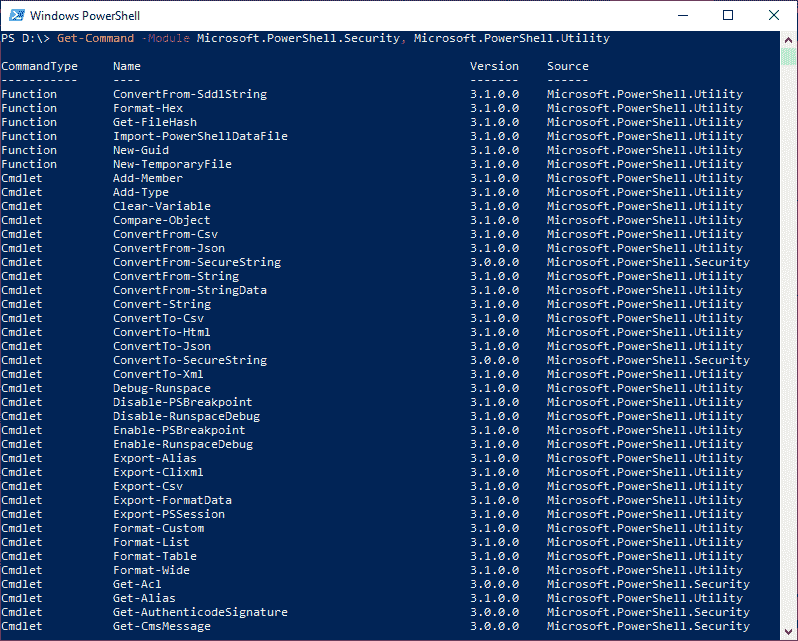 Windows PowerShell
PS D:\> Get-Command -Module Microsoft.PowerShell.Security, Microsoft.PowerShell.Utility
CommandType Name Version Source
----------- ---- ------- ------
Function ConvertFrom-SddlString 3.1.0.0 Microsoft.PowerShell.Utility
Function Format-Hex 3.1.0.0 Microsoft.PowerShell.Utility
Function Get-FileHash 3.1.0.0 Microsoft.PowerShell.Utility
Function Import-PowerShellDataFile 3.1.0.0 Microsoft.PowerShell.Utility
Function New-Guid 3.1.0.0 Microsoft.PowerShell.Utility
Function New-TemporaryFile 3.1.0.0 Microsoft.PowerShell.Utility
Cmdlet Add-Member 3.1.0.0 Microsoft.PowerShell.Utility
Cmdlet Add-Type 3.1.0.0 Microsoft.PowerShell.Utility
Cmdlet Clear-Variable 3.1.0.0 Microsoft.PowerShell.Utility
Cmdlet Compare-Object 3.1.0.0 Microsoft.PowerShell.Utility
Cmdlet ConvertFrom-Csv 3.1.0.0 Microsoft.PowerShell.Utility
Cmdlet ConvertFrom-Json 3.1.0.0 Microsoft.PowerShell.Utility
Cmdlet ConvertFrom-SecureString 3.0.0.0 Microsoft.PowerShell.Security
Cmdlet ConvertFrom-String 3.1.0.0 Microsoft.PowerShell.Utility
Cmdlet ConvertFrom-StringData 3.1.0.0 Microsoft.PowerShell.Utility
Cmdlet Convert-String 3.1.0.0 Microsoft.PowerShell.Utility
Cmdlet ConvertTo-Csv 3.1.0.0 Microsoft.PowerShell.Utility
Cmdlet ConvertTo-Html 3.1.0.0 Microsoft.PowerShell.Utility
Cmdlet ConvertTo-Json 3.1.0.0 Microsoft.PowerShell.Utility
Cmdlet ConvertTo-SecureString 3.0.0.0 Microsoft.PowerShell.Security
Cmdlet ConvertTo-Xml 3.1.0.0 Microsoft.PowerShell.Utility
Cmdlet Debug-Runspace 3.1.0.0 Microsoft.PowerShell.Utility
Cmdlet Disable-PSBreakpoint 3.1.0.0 Microsoft.PowerShell.Utility
Cmdlet Disable-RunspaceDebug 3.1.0.0 Microsoft.PowerShell.Utility
Cmdlet Enable-PSBreakpoint 3.1.0.0 Microsoft.PowerShell.Utility
Cmdlet Enable-RunspaceDebug 3.1.0.0 Microsoft.PowerShell.Utility
Cmdlet Export-Alias 3.1.0.0 Microsoft.PowerShell.Utility
Cmdlet Export-Clixml 3.1.0.0 Microsoft.PowerShell.Utility
Cmdlet Export-Csv 3.1.0.0 Microsoft.PowerShell.Utility
Cmdlet Export-FormatData 3.1.0.0 Microsoft.PowerShell.Utility
Cmdlet Export-PSSession 3.1.0.0 Microsoft.PowerShell.Utility
Cmdlet Format-Custom 3.1.0.0 Microsoft.PowerShell.Utility
Cmdlet Format-List 3.1.0.0 Microsoft.PowerShell.Utility
Cmdlet Format-Table 3.1.0.0 Microsoft.PowerShell.Utility
Cmdlet Format-Wide 3.1.0.0 Microsoft.PowerShell.Utility
Cmdlet Get-Acl 3.0.0.0 Microsoft.PowerShell.Security
Cmdlet Get-Alias 3.1.0.0 Microsoft.PowerShell.Utility
Cmdlet Get-AuthenticodeSignature 3.0.0.0 Microsoft.PowerShell.Security
Cmdlet Get-CmsMessage 3.0.0.0 Microsoft.PowerShell.Security